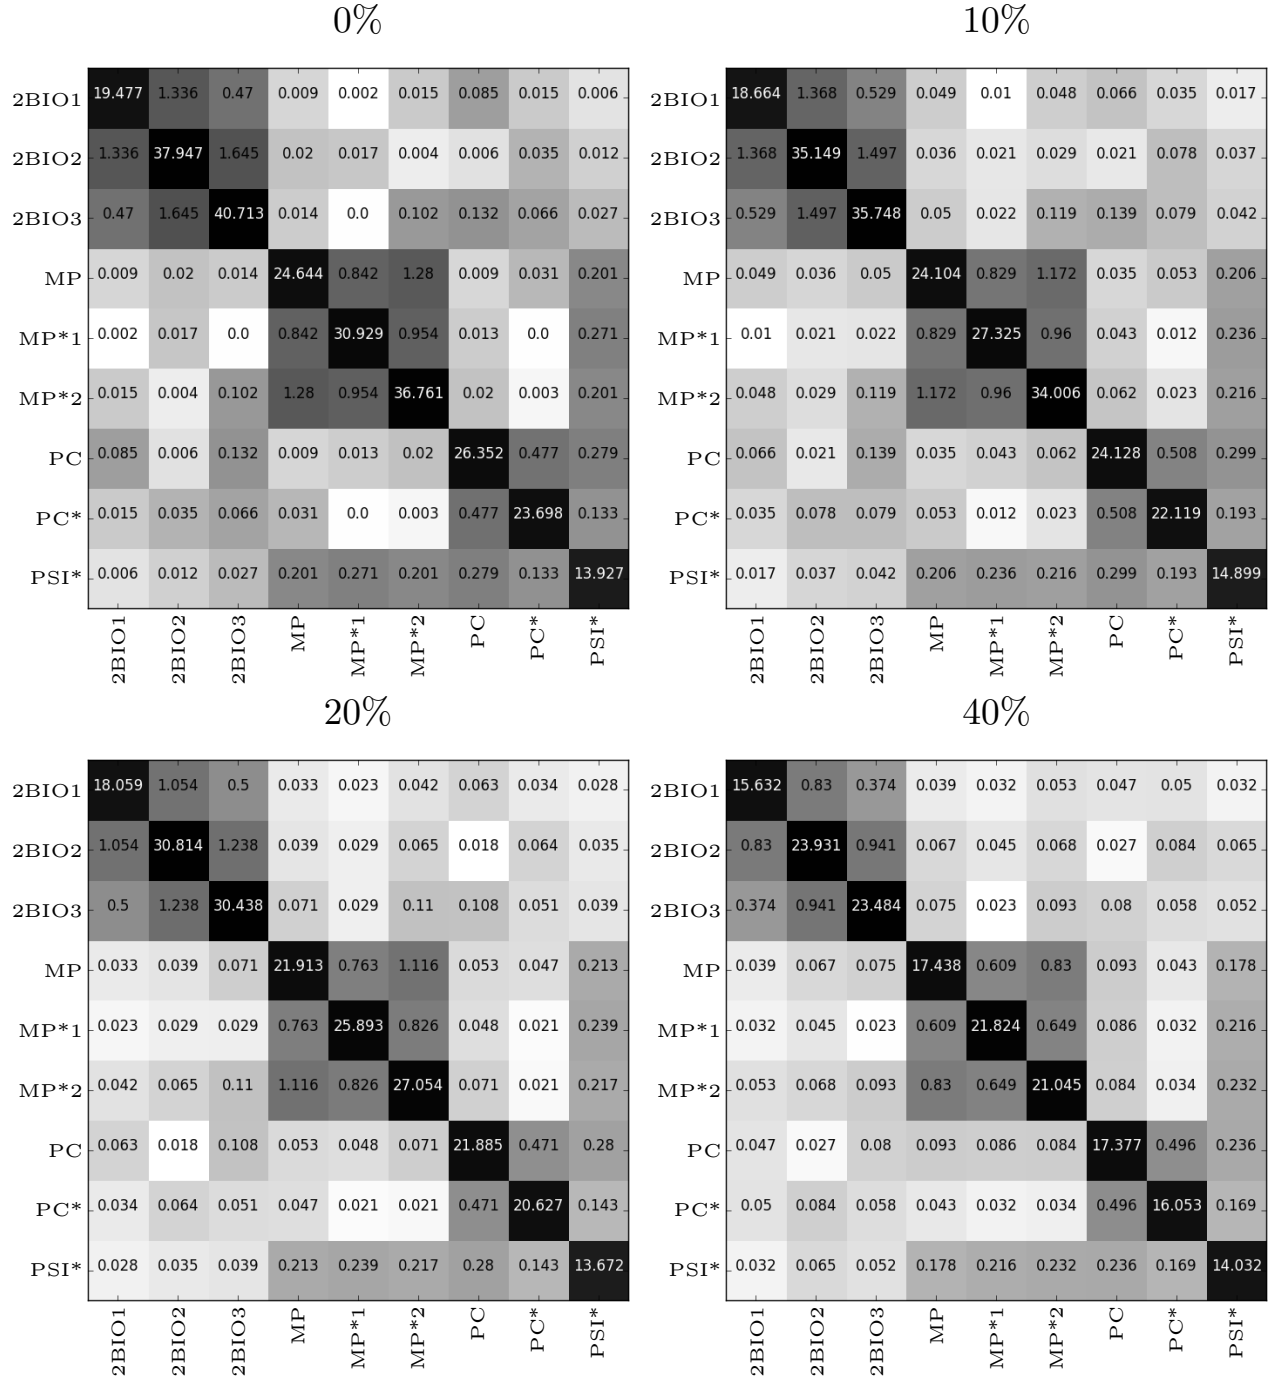 0%
2BIO1 19.477 1.336 0.47 0.009 0.002 0.015 0.085 0.015 0.006
2BIO2 1.336 37.947 1.645 0.02 0.017 0.004 0.006 0.035 0.012
2BIO3 0.47 1.645 40.713 0.014 0.0 0.102 0.132 0.066 0.027
MP 0.009 0.02 0.014 24.644 0.842 1.28 0.009 0.031 0.201
MP*1 0.002 0.017 0.0 0.842 30.929 0.954 0.013 0.0 0.271
MP*2 0.015 0.004 0.102 1.28 0.954 36.761 0.02 0.003 0.201
PC 0.085 0.006 0.132 0.009 0.013 0.02 26.352 0.477 0.279
PC* 0.015 0.035 0.066 0.031 0.0 0.003 0.477 23.698 0.133
PSI* 0.006 0.012 0.027 0.201 0.271 0.201 0.279 0.133 13.927
2BIO1 2BIO2 2BIO3 MP MP*1 MP*2 PC PC* PSI*
10%
2BIO1 18.664 1.368 0.529 0.049 0.01 0.048 0.066 0.035 0.017
2BIO2 1.368 35.149 1.497 0.036 0.021 0.029 0.021 0.078 0.037
2BIO3 0.529 1.497 35.748 0.05 0.022 0.119 0.139 0.079 0.042
MP 0.049 0.036 0.05 24.104 0.829 1.172 0.035 0.053 0.206
MP*1 0.01 0.021 0.022 0.829 27.325 0.96 0.043 0.012 0.236
MP*2 0.048 0.029 0.119 1.172 0.96 34.006 0.062 0.023 0.216
PC 0.066 0.021 0.139 0.035 0.043 0.062 24.128 0.508 0.299
PC* 0.035 0.078 0.079 0.053 0.012 0.023 0.508 22.119 0.193
PSI* 0.017 0.037 0.042 0.206 0.236 0.216 0.299 0.193 14.899
2BIO1 2BIO2 2BIO3 MP MP*1 MP*2 PC PC* PSI*
20%
2BIO1 18.059 1.054 0.5 0.033 0.023 0.042 0.063 0.034 0.028
2BIO2 1.054 30.814 1.238 0.039 0.029 0.065 0.018 0.064 0.035
2BIO3 0.5 1.238 30.438 0.071 0.029 0.11 0.108 0.051 0.039
MP 0.033 0.039 0.071 21.913 0.763 1.116 0.053 0.047 0.213
MP*1 0.023 0.029 0.029 0.763 25.893 0.826 0.048 0.021 0.239
MP*2 0.042 0.065 0.11 1.116 0.826 27.054 0.071 0.021 0.217
PC 0.063 0.018 0.108 0.053 0.048 0.071 21.885 0.471 0.28
PC* 0.034 0.064 0.051 0.047 0.021 0.021 0.471 20.627 0.143
PSI* 0.028 0.035 0.039 0.213 0.239 0.217 0.28 0.143 13.672
2BIO1 2BIO2 2BIO3 MP MP*1 MP*2 PC PC* PSI*
40%
2BIO1 15.632 0.83 0.374 0.039 0.032 0.053 0.047 0.05 0.032
2BIO2 0.83 23.931 0.941 0.067 0.045 0.068 0.027 0.084 0.065
2BIO3 0.374 0.941 23.484 0.075 0.023 0.093 0.08 0.058 0.052
MP 0.039 0.067 0.075 17.438 0.609 0.83 0.093 0.043 0.178
MP*1 0.032 0.045 0.023 0.609 21.824 0.649 0.086 0.032 0.216
MP*2 0.053 0.068 0.093 0.83 0.649 21.045 0.084 0.034 0.232
PC 0.047 0.027 0.08 0.093 0.086 0.084 17.377 0.496 0.236
PC* 0.05 0.084 0.058 0.043 0.032 0.034 0.496 16.053 0.169
PSI* 0.032 0.065 0.052 0.178 0.216 0.232 0.236 0.169 14.032
2BIO1 2BIO2 2BIO3 MP MP*1 MP*2 PC PC* PSI*